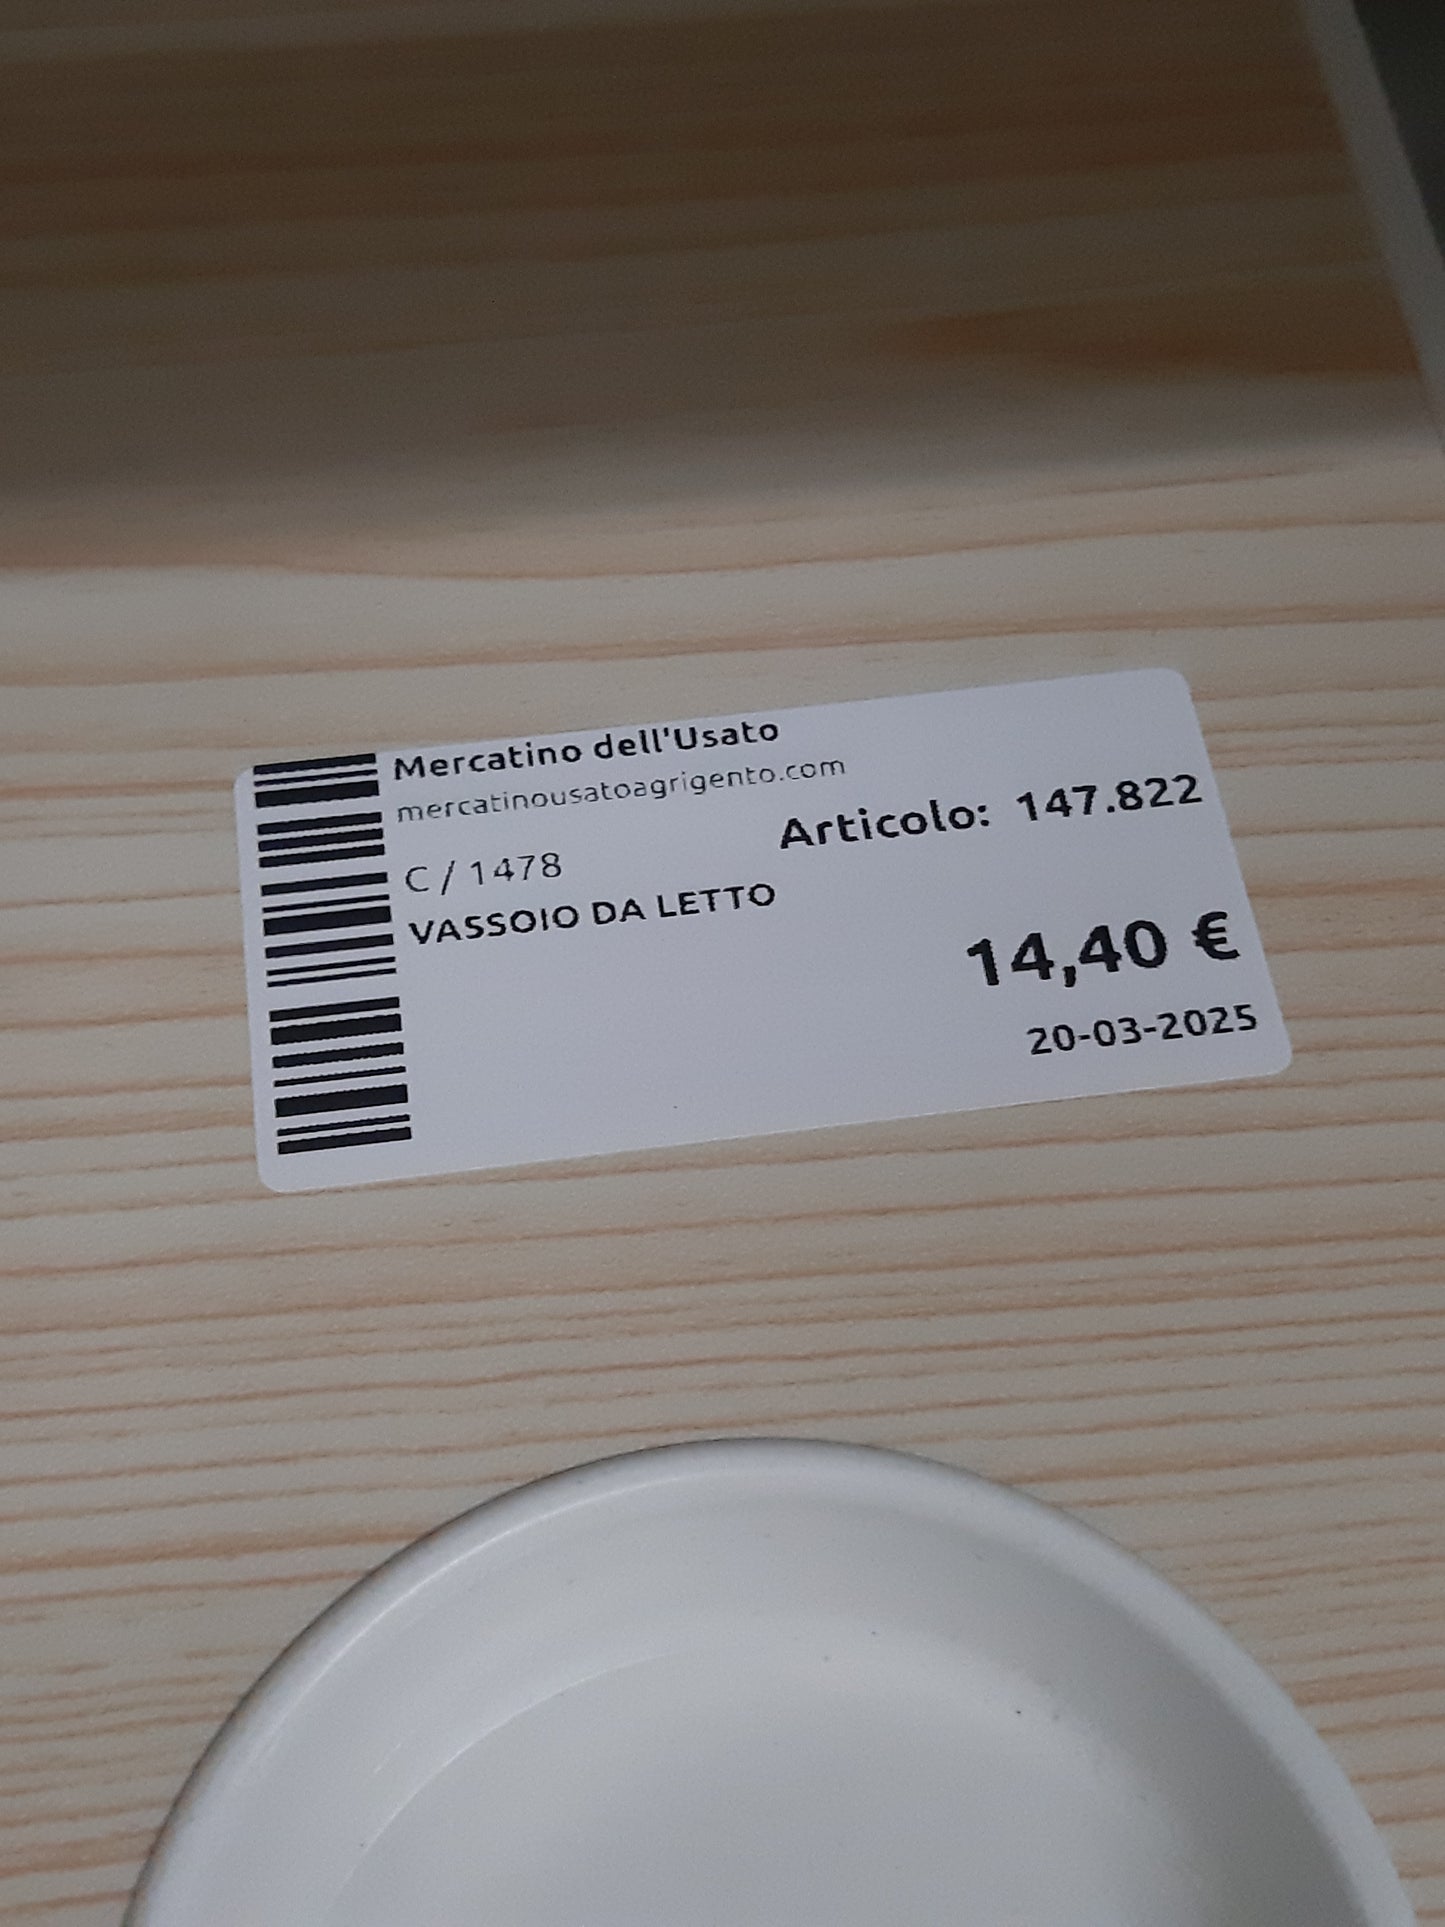 Mercatino dell'Usato
mercatinousatoagrigento.com
Articolo: 147.822
C / 1478
VASSOIO DA LETTO
14,40 €
20-03-2025